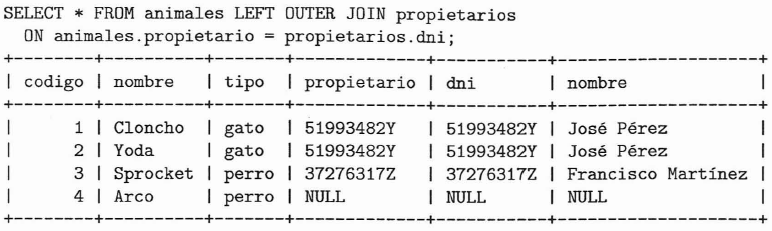 SELECT * FROM animales LEFT OUTER JOIN propietarios
ON animales.propietario = propietarios.dni;
+--------+----------+-------+-------------+-----------+--------------------+
| codigo | nombre | tipo | propietario | dni | nombre |
+--------+----------+-------+-------------+-----------+--------------------+
| 1 | Cloncho | gato | 51993482Y | 51993482Y | José Pérez |
| 2 | Yoda | gato | 51993482Y | 51993482Y | José Pérez |
| 3 | Sprocket | perro | 37276317Z | 37276317Z | Francisco Martínez |
| 4 | Arco | perro | NULL | NULL | NULL |
+--------+----------+-------+-------------+-----------+--------------------+